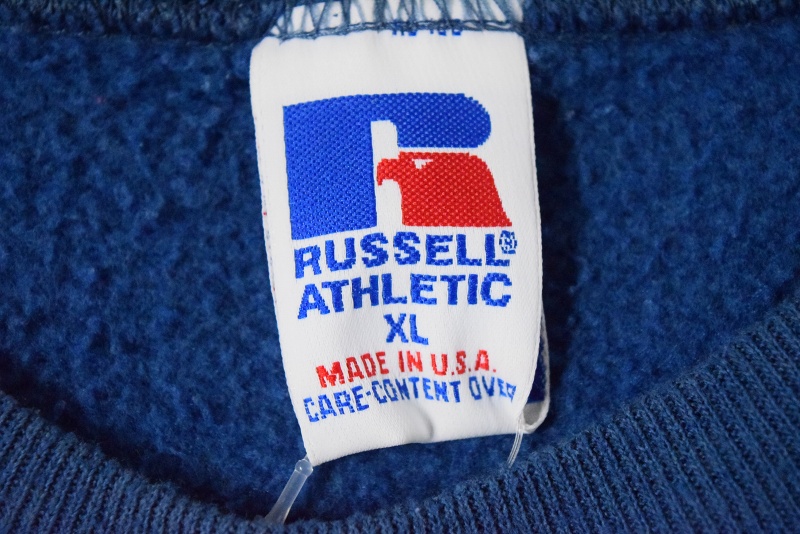 RUSSELL®
ATHLETIC
XL
MADE IN U.S.A.
CARE-CONTENT OVER